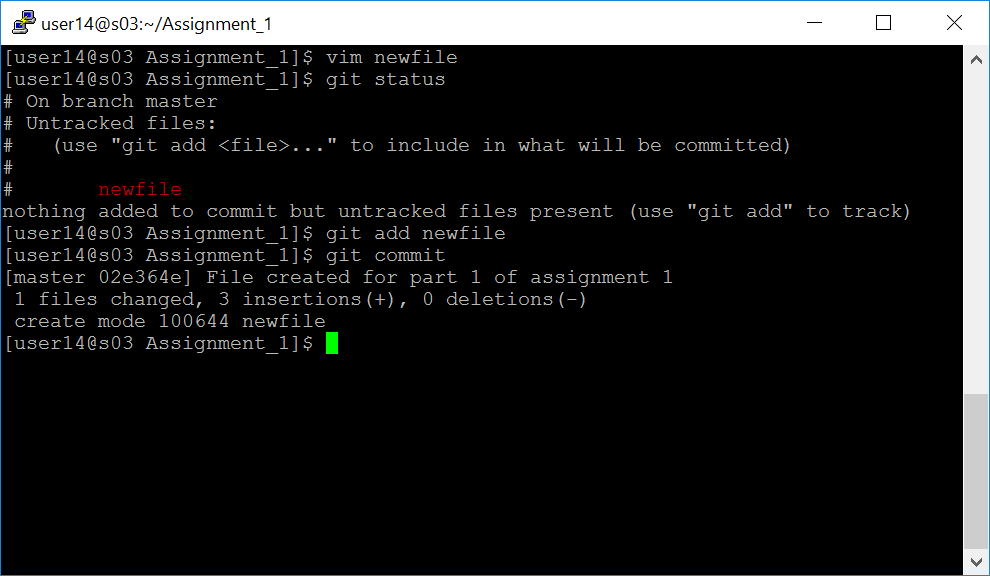 user14@s03:~/Assignment_1
[user14@s03 Assignment_1]$ vim newfile
[user14@s03 Assignment_1]$ git status
# On branch master
# Untracked files:
#   (use "git add <file>..." to include in what will be committed)
#
#       newfile
nothing added to commit but untracked files present (use "git add" to track)
[user14@s03 Assignment_1]$ git add newfile
[user14@s03 Assignment_1]$ git commit
[master 02e364e] File created for part 1 of assignment 1
 1 files changed, 3 insertions(+), 0 deletions(-)
 create mode 100644 newfile
[user14@s03 Assignment_1]$